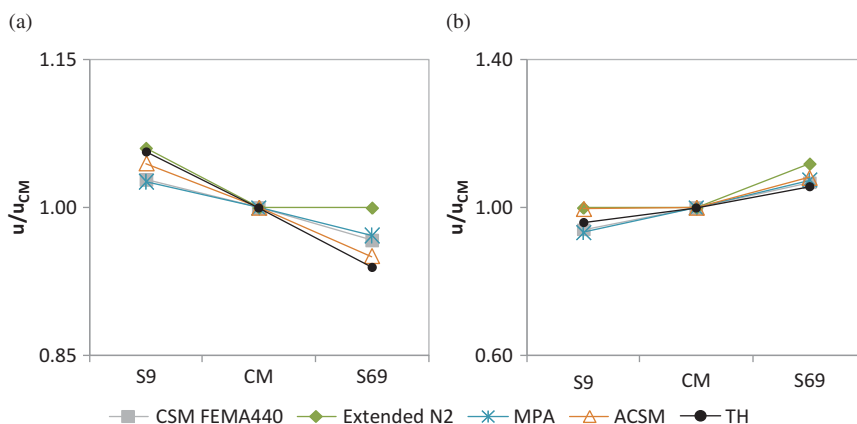 (a)
(b)
1.15
1.00
0.85
u/uCM
S9
CM
S69
1.40
1.00
0.60
u/uCM
S9
CM
S69
CSM FEMA440
Extended N2
MPA
ACSM
TH